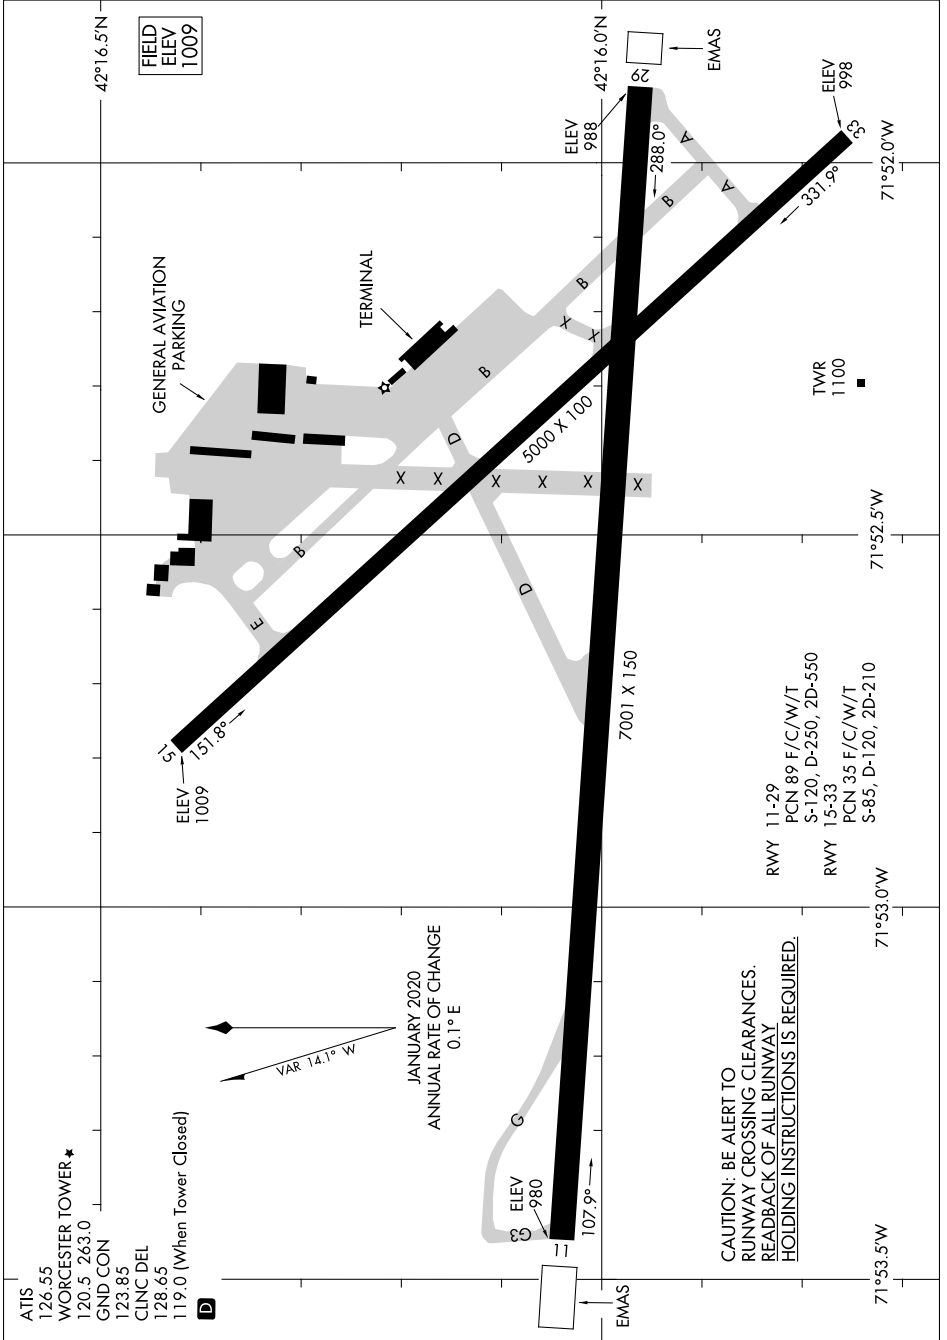 ATIS
126.55
WORCESTER TOWER★
120.5 263.0
GND CON
123.85
CLNC DEL
128.65
119.0 (When Tower Closed)
D
FIELD
ELEV
1009
42°16.5'N
42°16.0'N
VAR 14.1° W
JANUARY 2020
ANNUAL RATE OF CHANGE
0.1° E
GENERAL AVIATION
PARKING
TERMINAL
15
151.8°
ELEV
1009
E
B
B
B
B
D
D
X
X
X
X
X
X
X
X
5000 X 100
7001 X 150
G
G3
ELEV
980
11
107.9°
EMAS
ELEV
988
288.0°
29
EMAS
A
A
ELEV
998
33
331.9°
TWR
1100
RWY 11-29
PCN 89 F/C/W/T
S-120, D-250, 2D-550
RWY 15-33
PCN 35 F/C/W/T
S-85, D-120, 2D-210
CAUTION: BE ALERT TO
RUNWAY CROSSING CLEARANCES.
READBACK OF ALL RUNWAY
HOLDING INSTRUCTIONS IS REQUIRED.
71°53.5'W
71°53.0'W
71°52.5'W
71°52.0'W